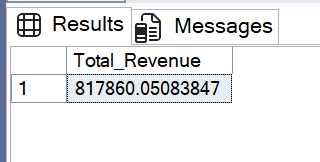 Results Messages
Total_Revenue
1 817860.05083847